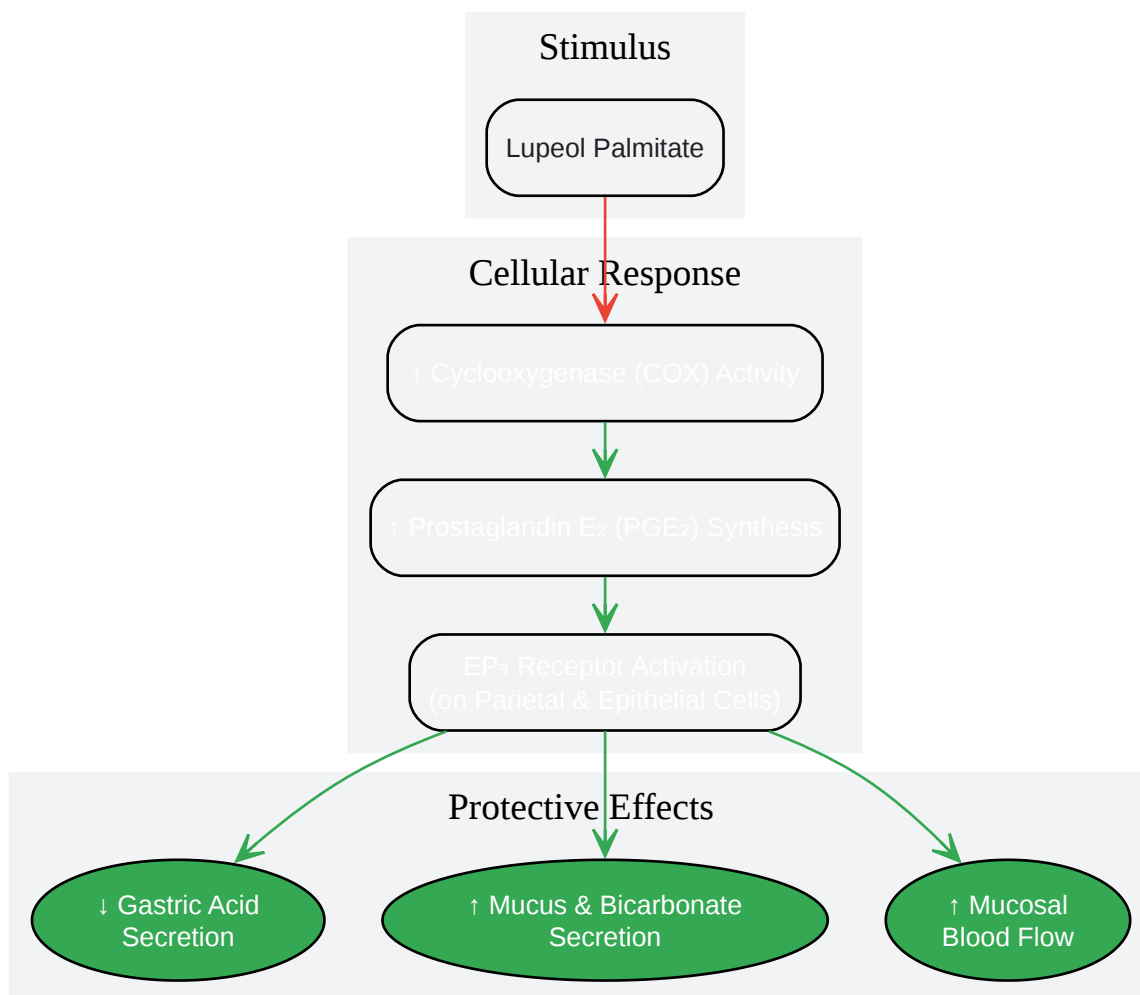 Stimulus
Lupeol Palmitate
Cellular Response
↑ Cyclooxygenase (COX) Activity
↑ Prostaglandin E₂ (PGE₂) Synthesis
EP₃ Receptor Activation
(on Parietal & Epithelial Cells)
Protective Effects
↓ Gastric Acid
Secretion
↑ Mucus & Bicarbonate
Secretion
↑ Mucosal
Blood Flow